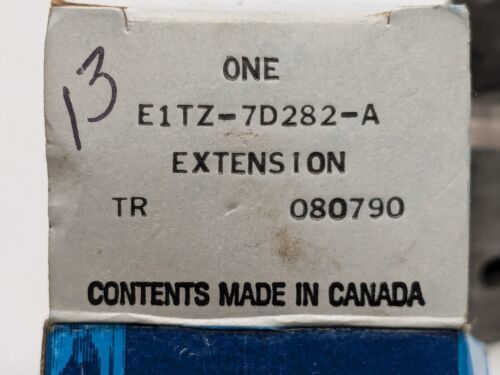 13
ONE
E1TZ-7D282-A
EXTENSION
TR 080790
CONTENTS MADE IN CANADA